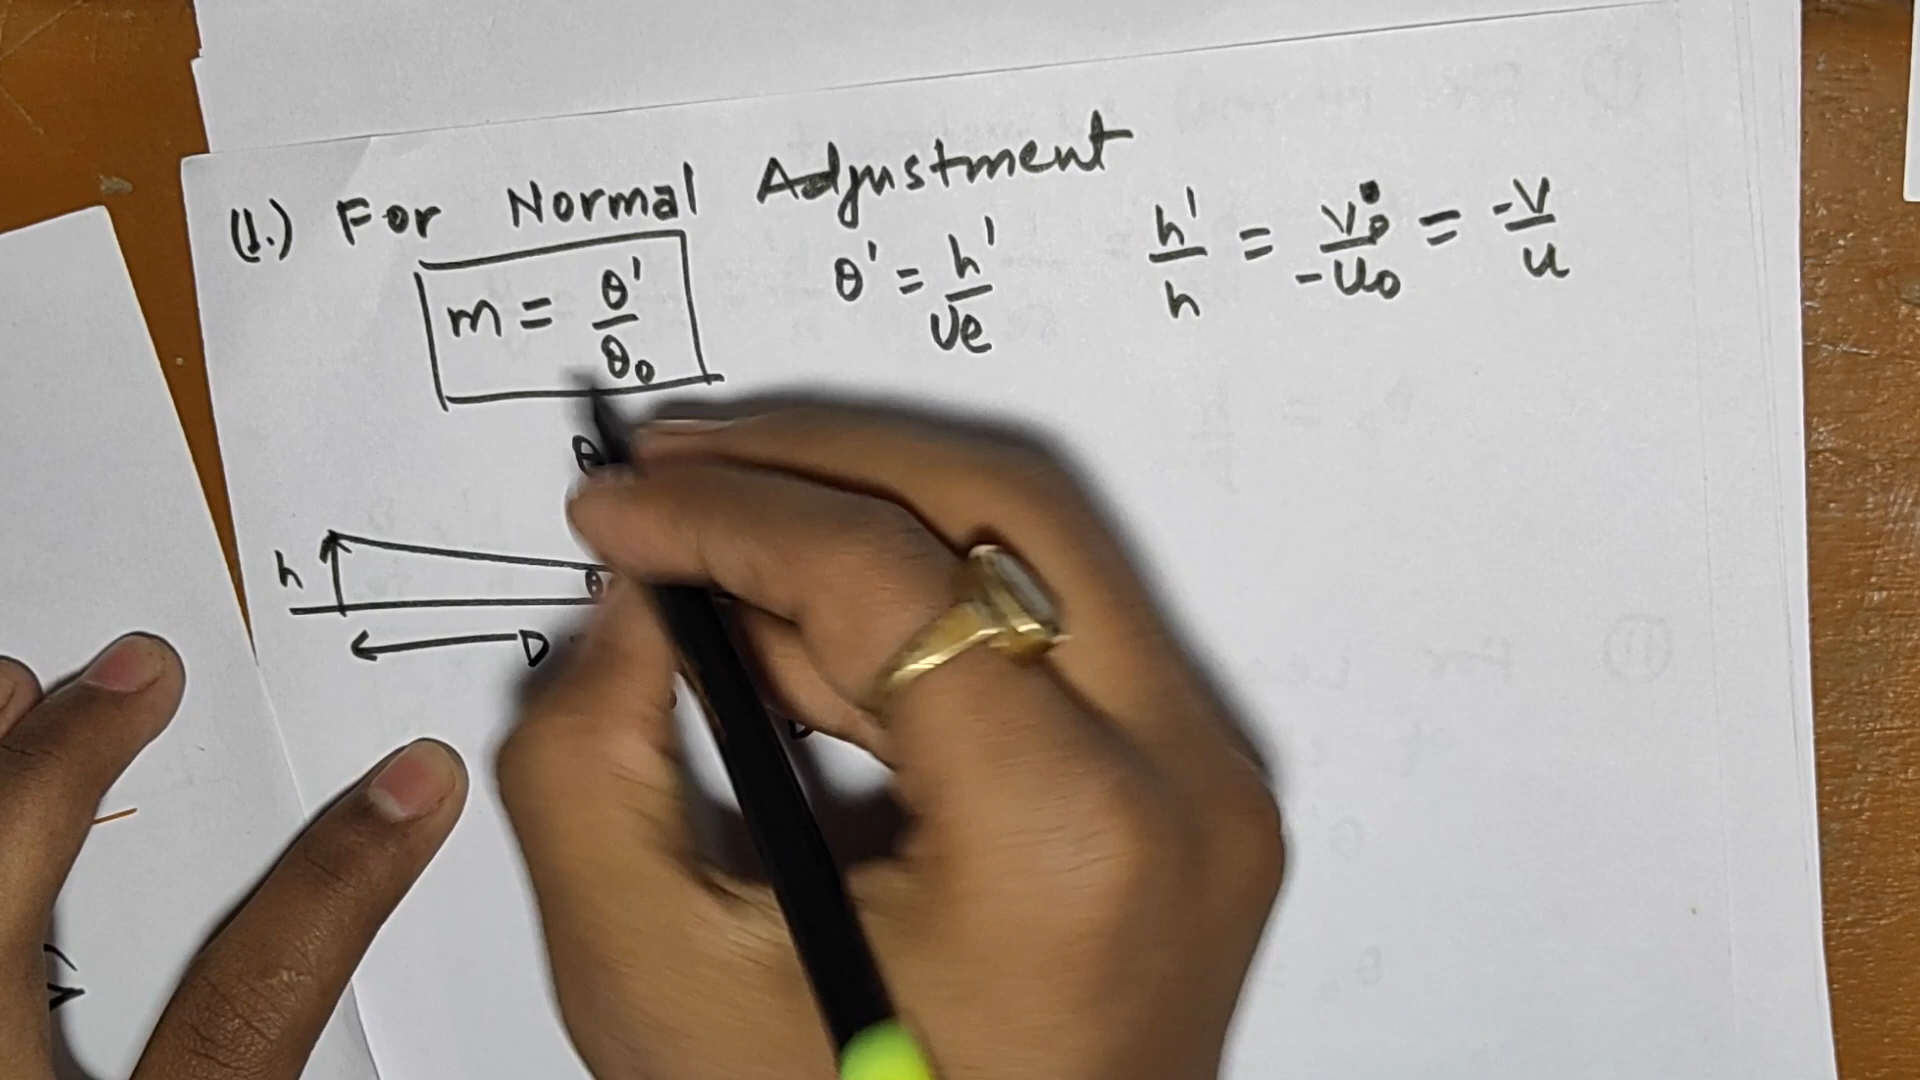 (1.) For Normal Adjustment
m = θ'/θ₀ θ' = h'/Ve h'/h = v₀/-u₀ = -v/u
θ
h θ
D